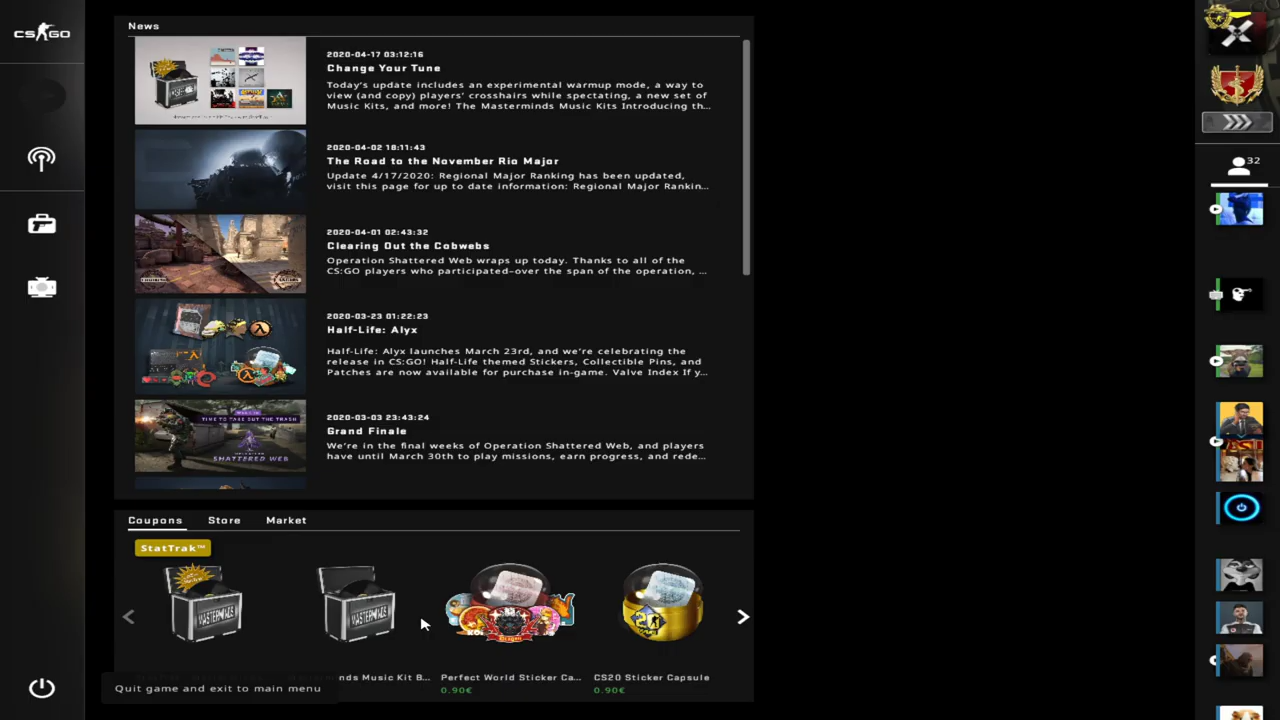 CS:GO
News
2020-04-17 03:12:16
Change Your Tune
Today's update includes an experimental warmup mode, a way to
view (and copy) players' crosshairs while spectating, a new set of
Music Kits, and more! The Masterminds Music Kits Introducing th...
2020-04-02 18:11:43
The Road to the November Rio Major
Update 4/17/2020: Regional Major Ranking has been updated,
visit this page for up to date information: Regional Major Rankin...
2020-04-01 02:43:32
Clearing Out the Cobwebs
Operation Shattered Web wraps up today. Thanks to all of the
CS:GO players who participated–over the span of the operation, ...
2020-03-23 01:22:23
Half-Life: Alyx
Half-Life: Alyx launches March 23rd, and we're celebrating the
release in CS:GO! Half-Life themed Stickers, Collectible Pins, and
Patches are now available for purchase in-game. Valve Index If y...
TIME TO TAKE OUT THE TRASH
SHATTERED WEB
2020-03-03 23:43:24
Grand Finale
We're in the final weeks of Operation Shattered Web, and players
have until March 30th to play missions, earn progress, and rede...
Coupons Store Market
StatTrak™
MASTERMINDS
MASTERMINDS
nds Music Kit B...
Perfect World Sticker Ca...
0.90€
CS20 Sticker Capsule
0.90€
Quit game and exit to main menu
32